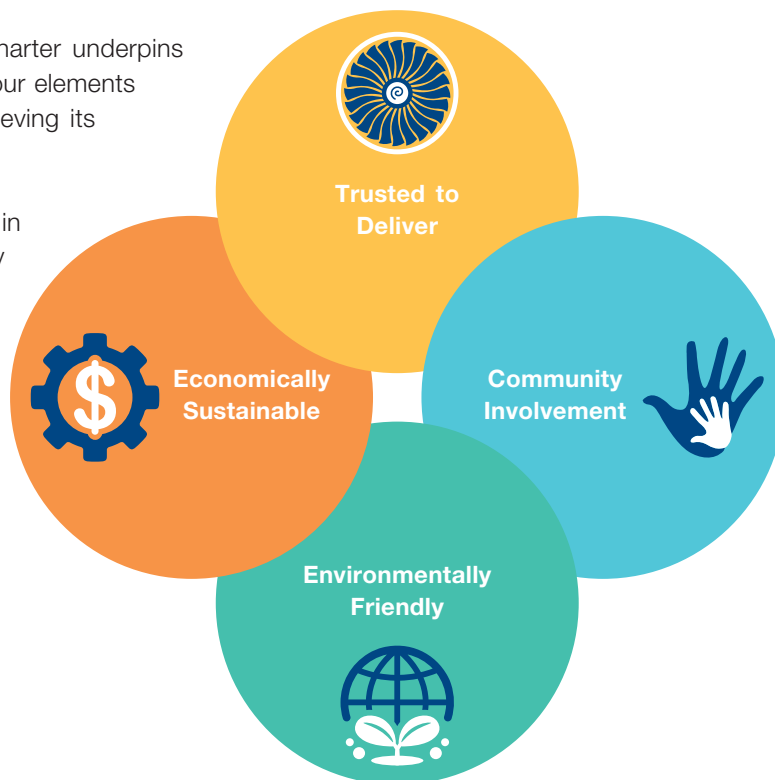 harter underpins
our elements
eving its
in
Trusted to
Deliver
Economically
Sustainable
Community
Involvement
Environmentally
Friendly